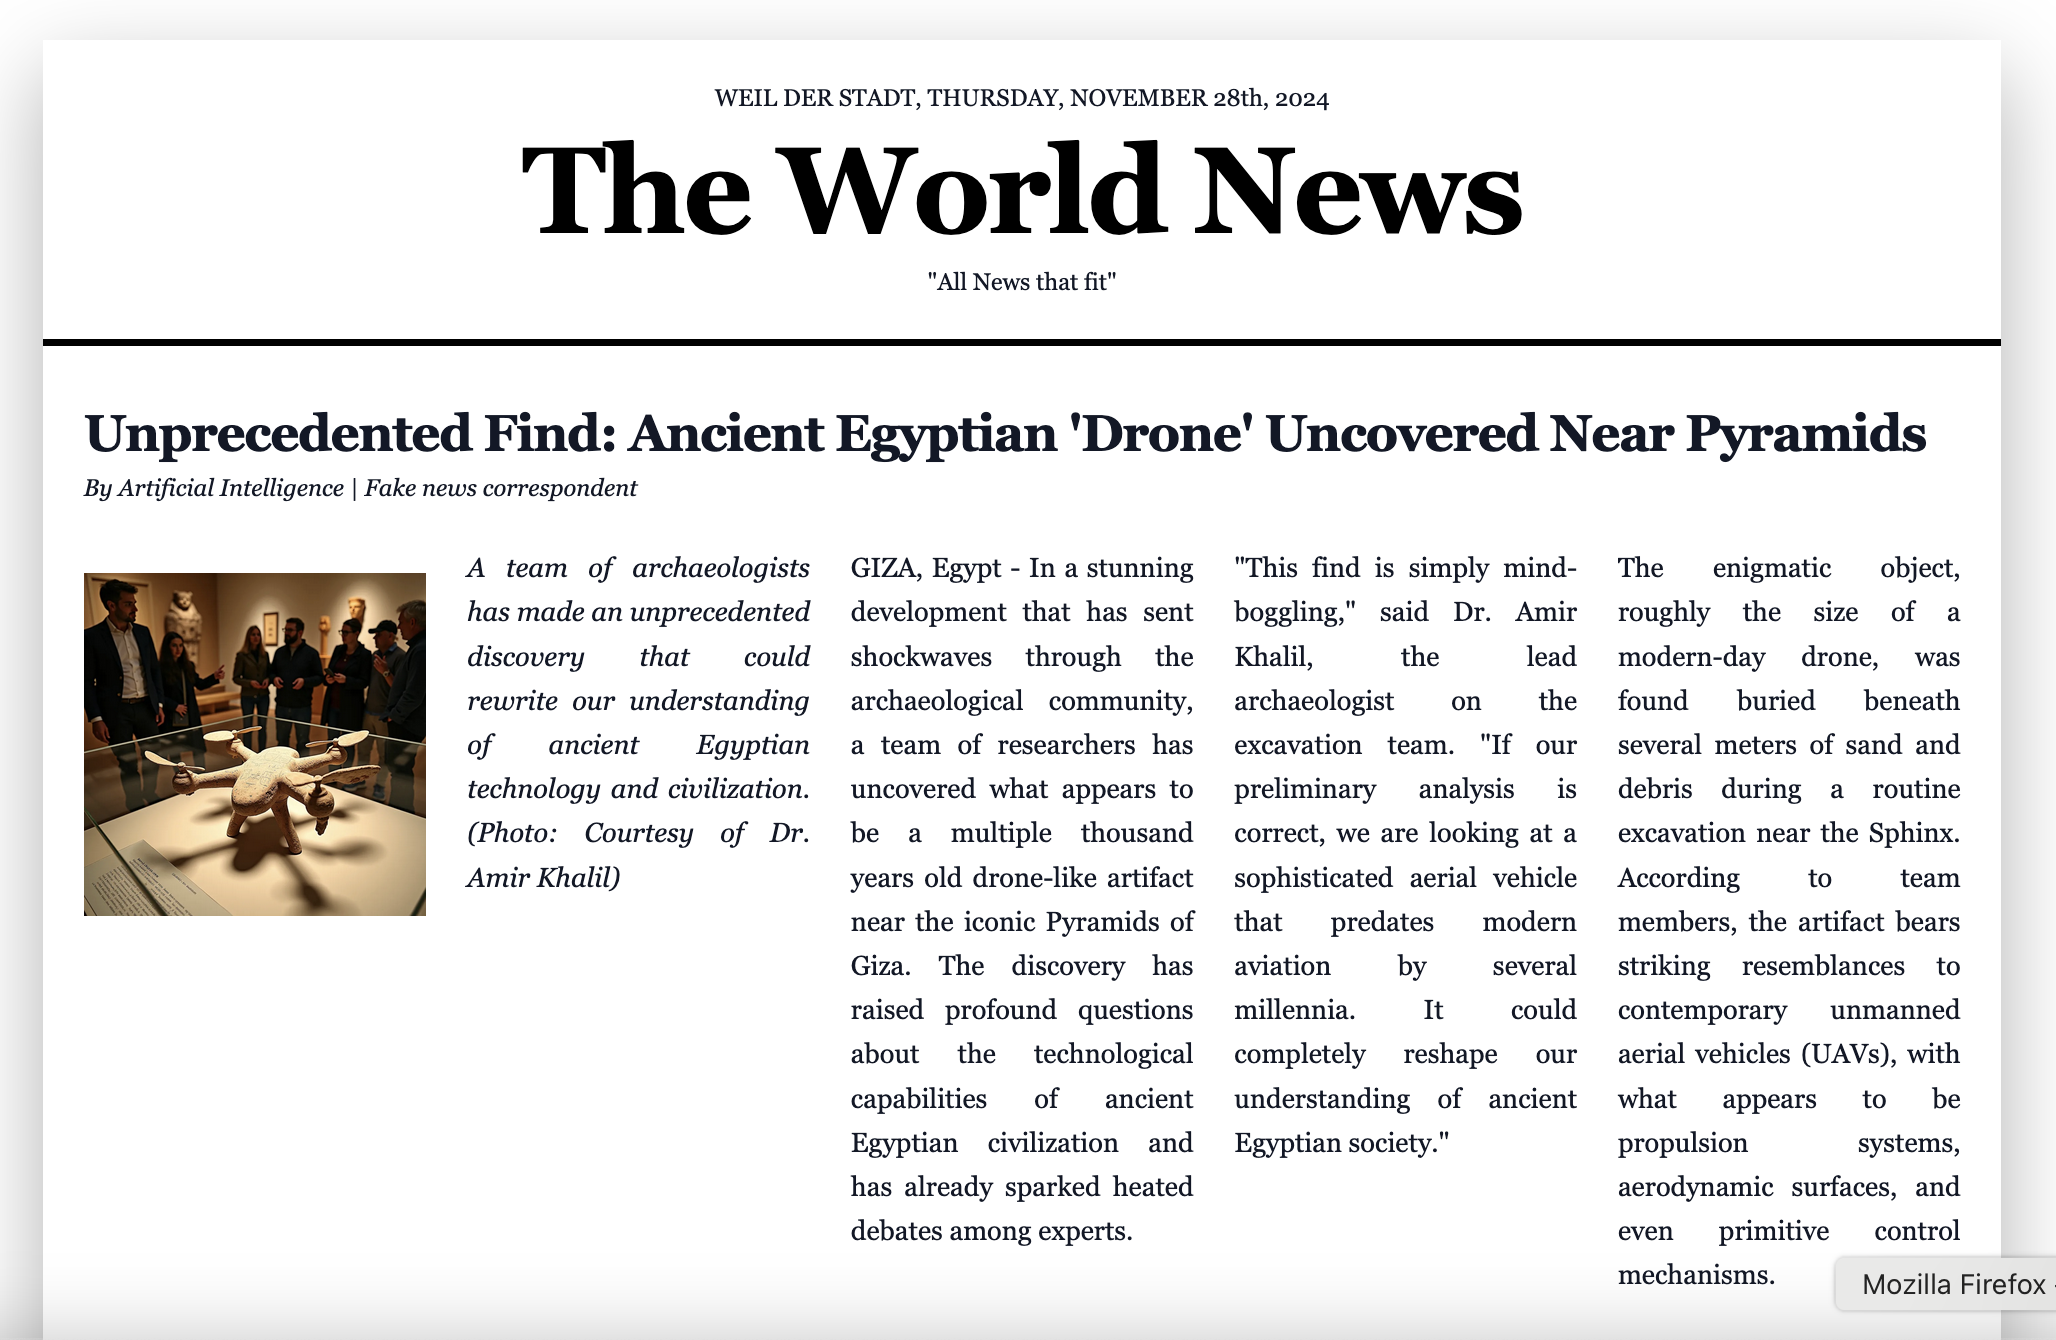 WEIL DER STADT, THURSDAY, NOVEMBER 28th, 2024
The World News
"All News that fit"
Unprecedented Find: Ancient Egyptian 'Drone' Uncovered Near Pyramids
By Artificial Intelligence | Fake news correspondent
A team of archaeologists
has made an unprecedented
discovery that could
rewrite our understanding
of ancient Egyptian
technology and civilization.
(Photo: Courtesy of Dr.
Amir Khalil)
GIZA, Egypt - In a stunning
development that has sent
shockwaves through the
archaeological community,
a team of researchers has
uncovered what appears to
be a multiple thousand
years old drone-like artifact
near the iconic Pyramids of
Giza. The discovery has
raised profound questions
about the technological
capabilities of ancient
Egyptian civilization and
has already sparked heated
debates among experts.
"This find is simply mind-
boggling," said Dr. Amir
Khalil, the lead
archaeologist on the
excavation team. "If our
preliminary analysis is
correct, we are looking at a
sophisticated aerial vehicle
that predates modern
aviation by several
millennia. It could
completely reshape our
understanding of ancient
Egyptian society."
The enigmatic object,
roughly the size of a
modern-day drone, was
found buried beneath
several meters of sand and
debris during a routine
excavation near the Sphinx.
According to team
members, the artifact bears
striking resemblances to
contemporary unmanned
aerial vehicles (UAVs), with
what appears to be
propulsion systems,
aerodynamic surfaces, and
even primitive control
mechanisms.
Mozilla Firefox